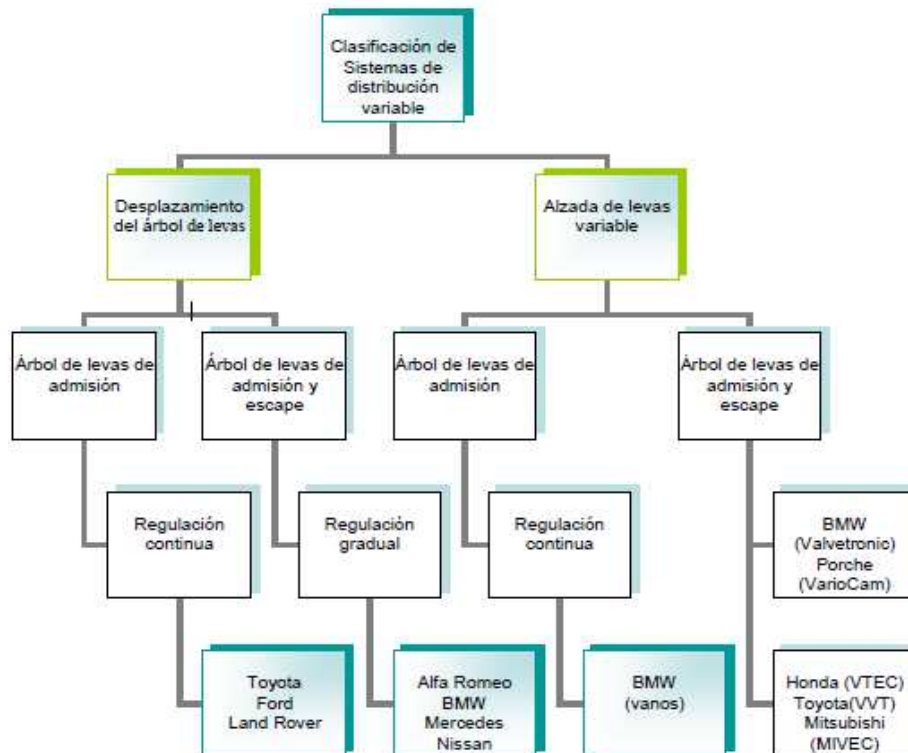 Clasificación de
Sistemas de
distribución
variable
Desplazamiento
del árbol de levas
Alzada de levas
variable
Árbol de levas de
admisión
Árbol de levas de
admisión y
escape
Árbol de levas de
admisión
Árbol de levas de
admisión y
escape
Regulación
continua
Regulación
gradual
Regulación
continua
BMW
(Valvetronic)
Porche
(VarioCam)
Toyota
Ford
Land Rover
Alfa Romeo
BMW
Mercedes
Nissan
BMW
(vanos)
Honda (VTEC)
Toyota(VVT)
Mitsubishi
(MIVEC)